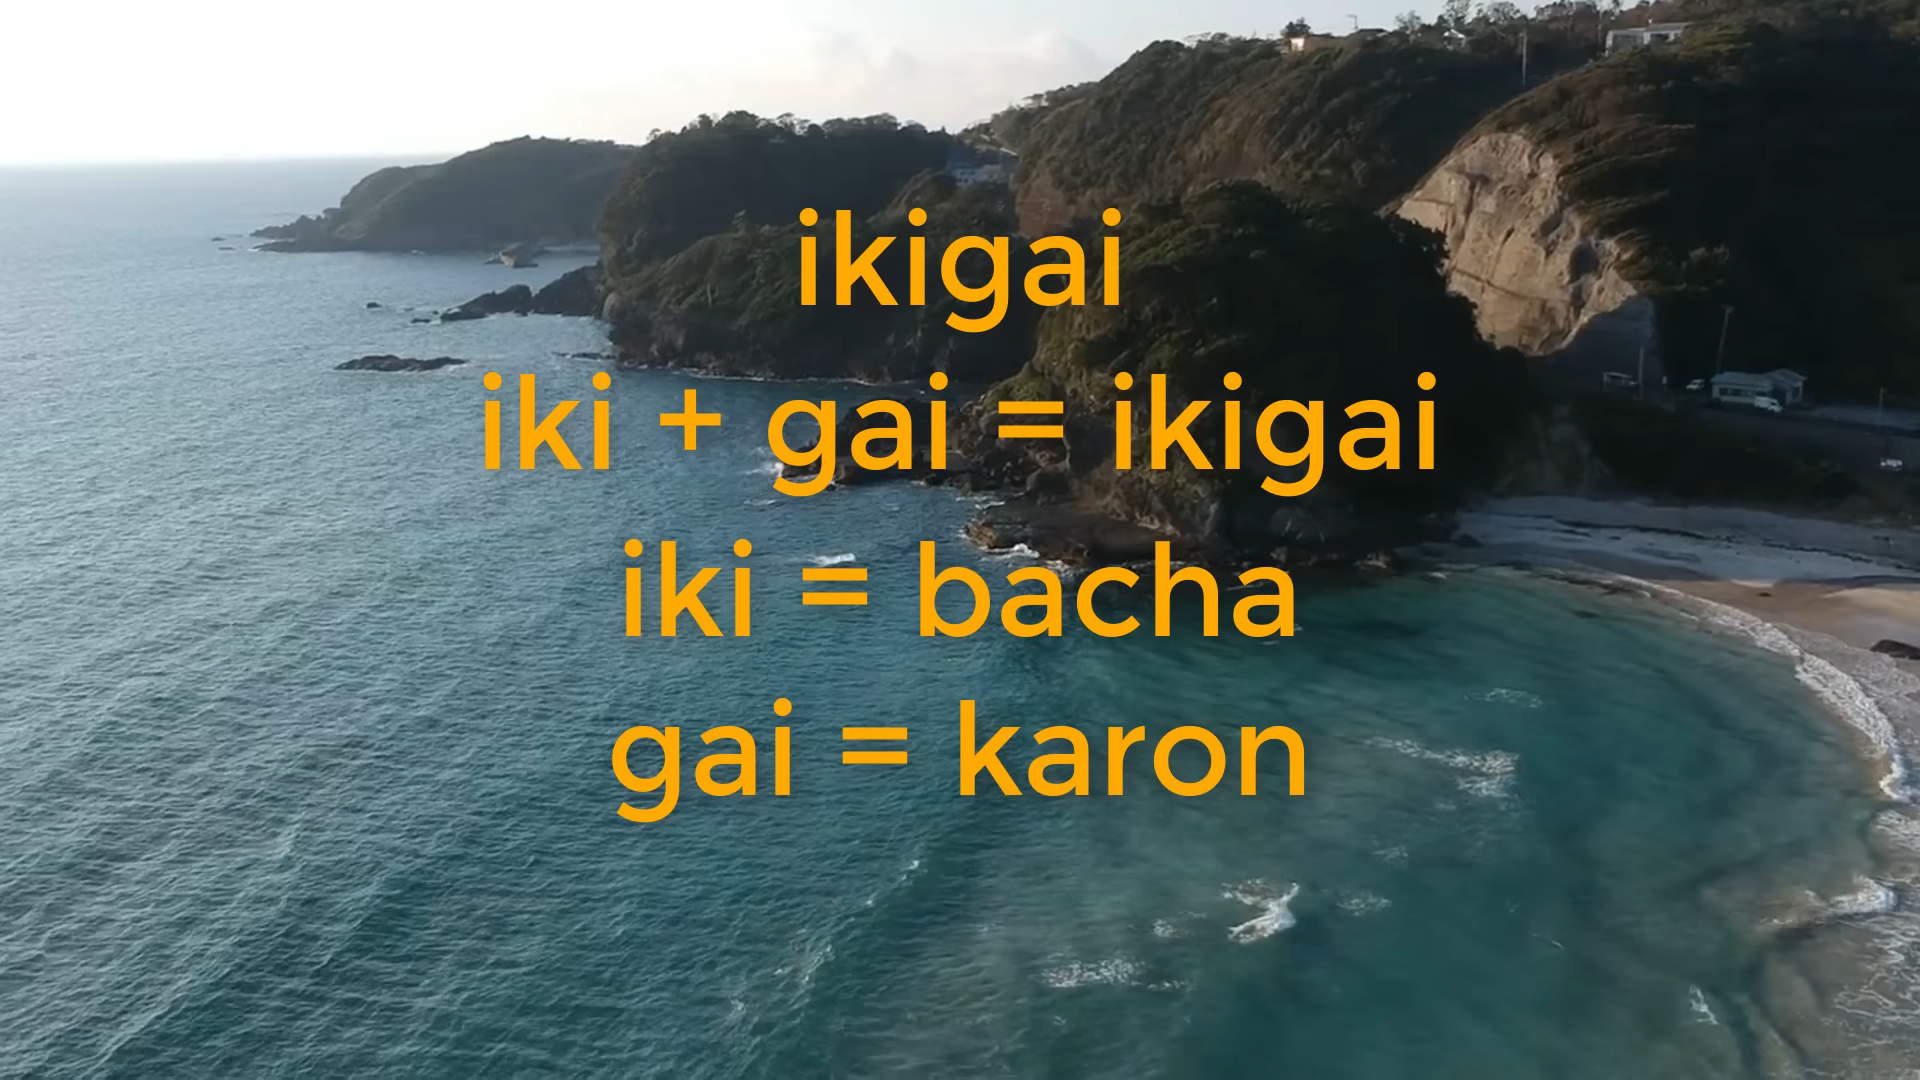 ikigai
iki + gai = ikigai
iki = bacha
gai = karon